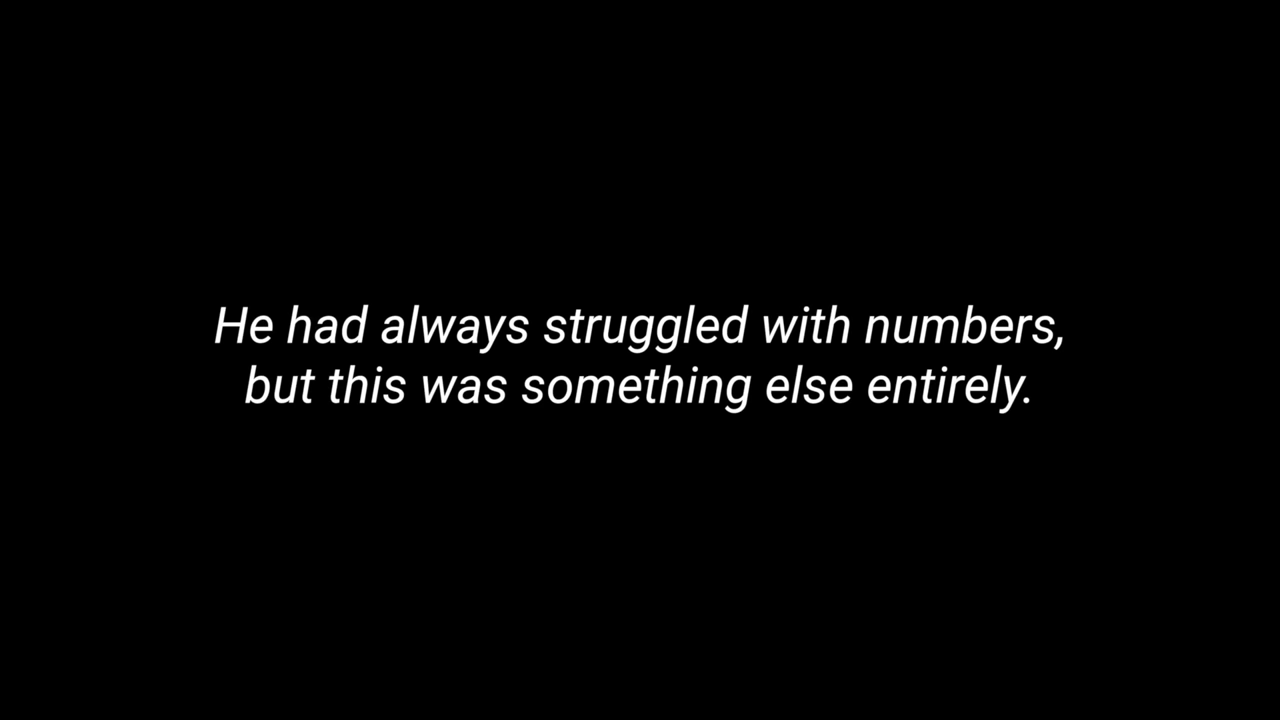 He had always struggled with numbers,
but this was something else entirely.